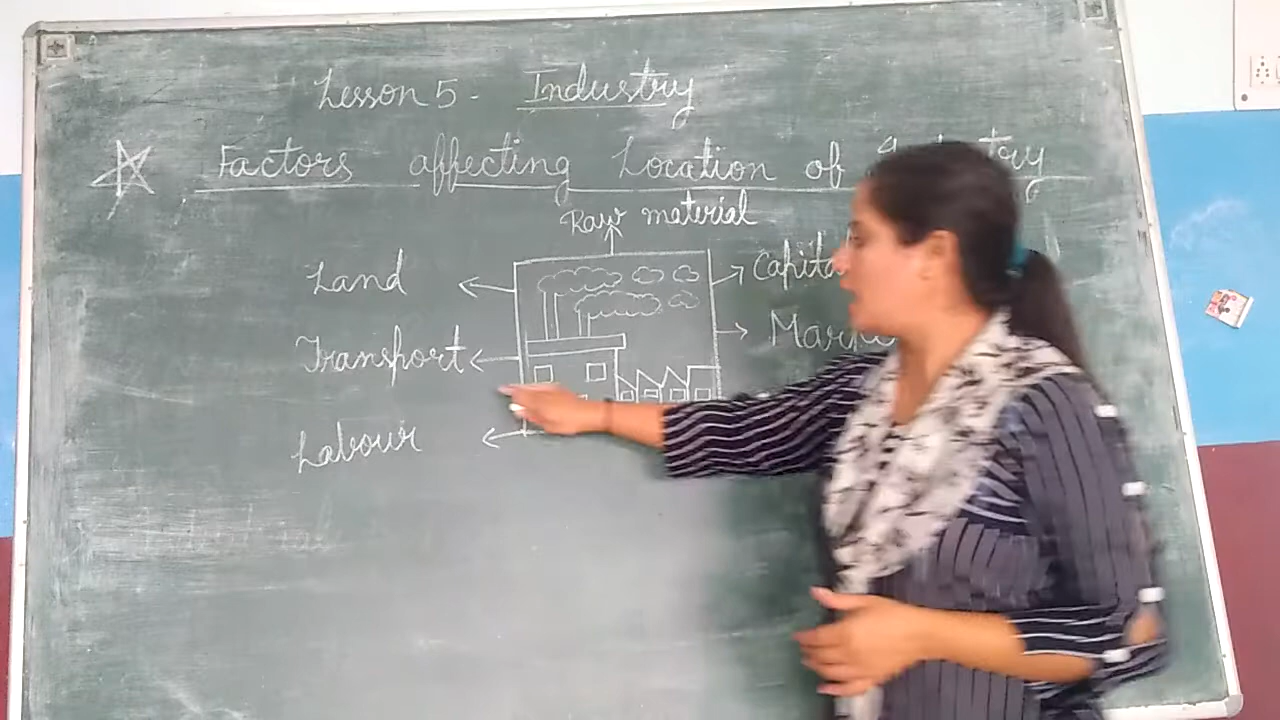 Lesson 5 - Industry
Factors affecting Location of
Raw material
Land
Transport
Labour